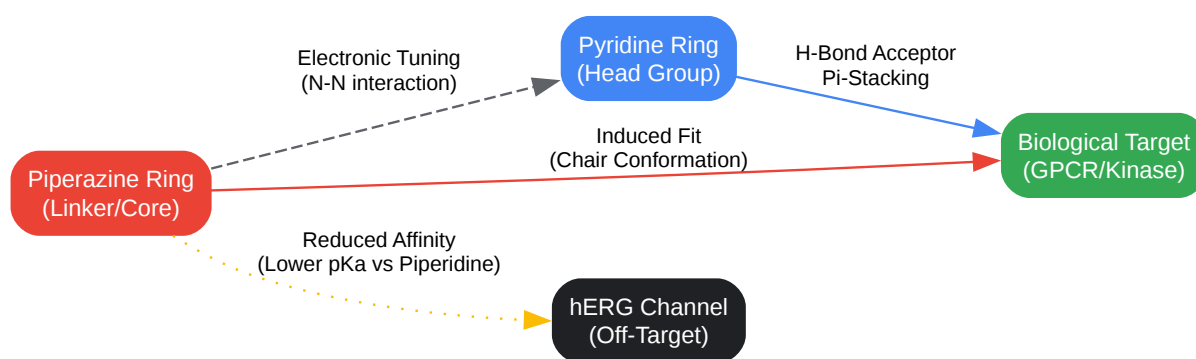 Electronic Tuning
(N-N interaction)
Pyridine Ring
(Head Group)
H-Bond Acceptor
Pi-Stacking
Induced Fit
(Chair Conformation)
Biological Target
(GPCR/Kinase)
Piperazine Ring
(Linker/Core)
Reduced Affinity
(Lower pKa vs Piperidine)
hERG Channel
(Off-Target)